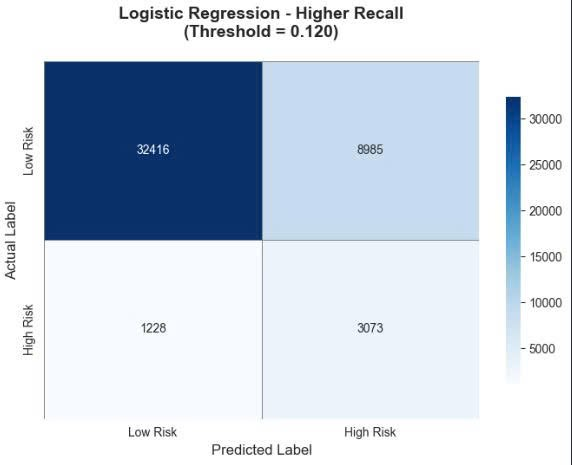 Logistic Regression - Higher Recall
(Threshold = 0.120)
Actual Label
Low Risk
32416
8985
High Risk
1228
3073
Low Risk
High Risk
Predicted Label
30000
25000
20000
15000
10000
5000